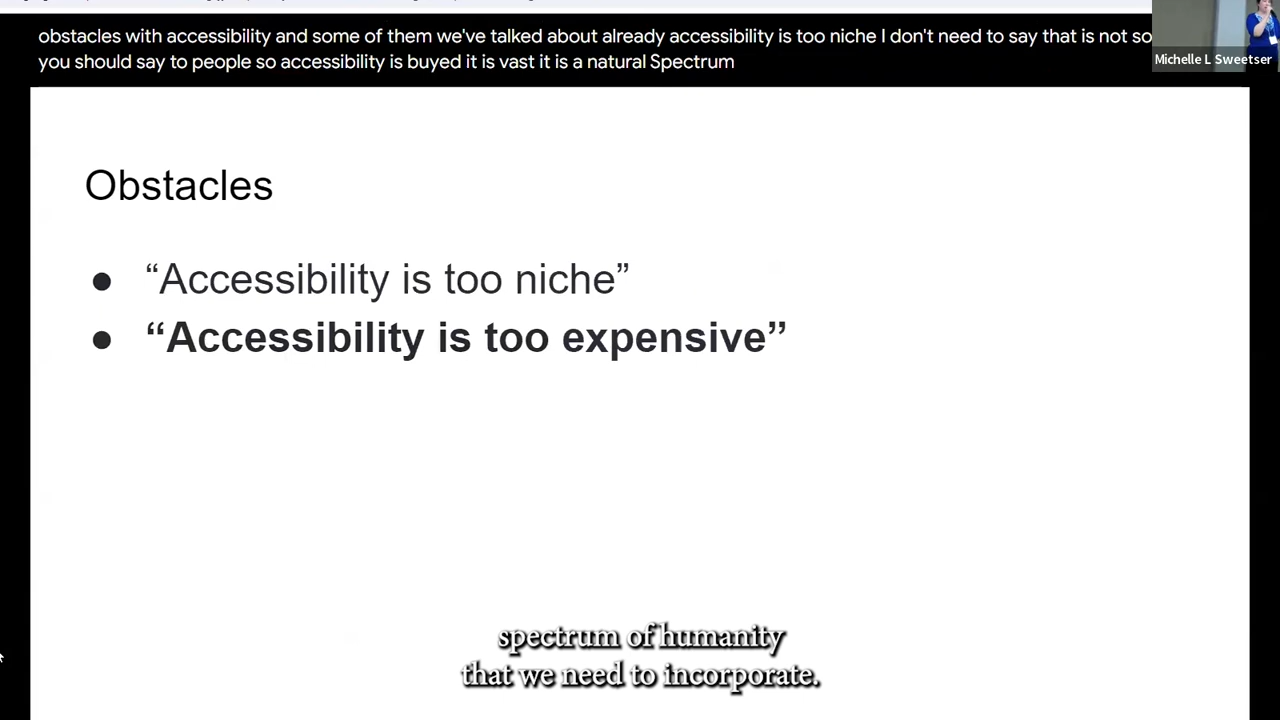 obstacles with accessibility and some of them we've talked about already accessibility is too niche I don't need to say that is not so
you should say to people so accessibility is buyed it is vast it is a natural Spectrum
Michelle L Sweetser
Obstacles
● “Accessibility is too niche”
● “Accessibility is too expensive”
spectrum of humanity
that we need to incorporate.